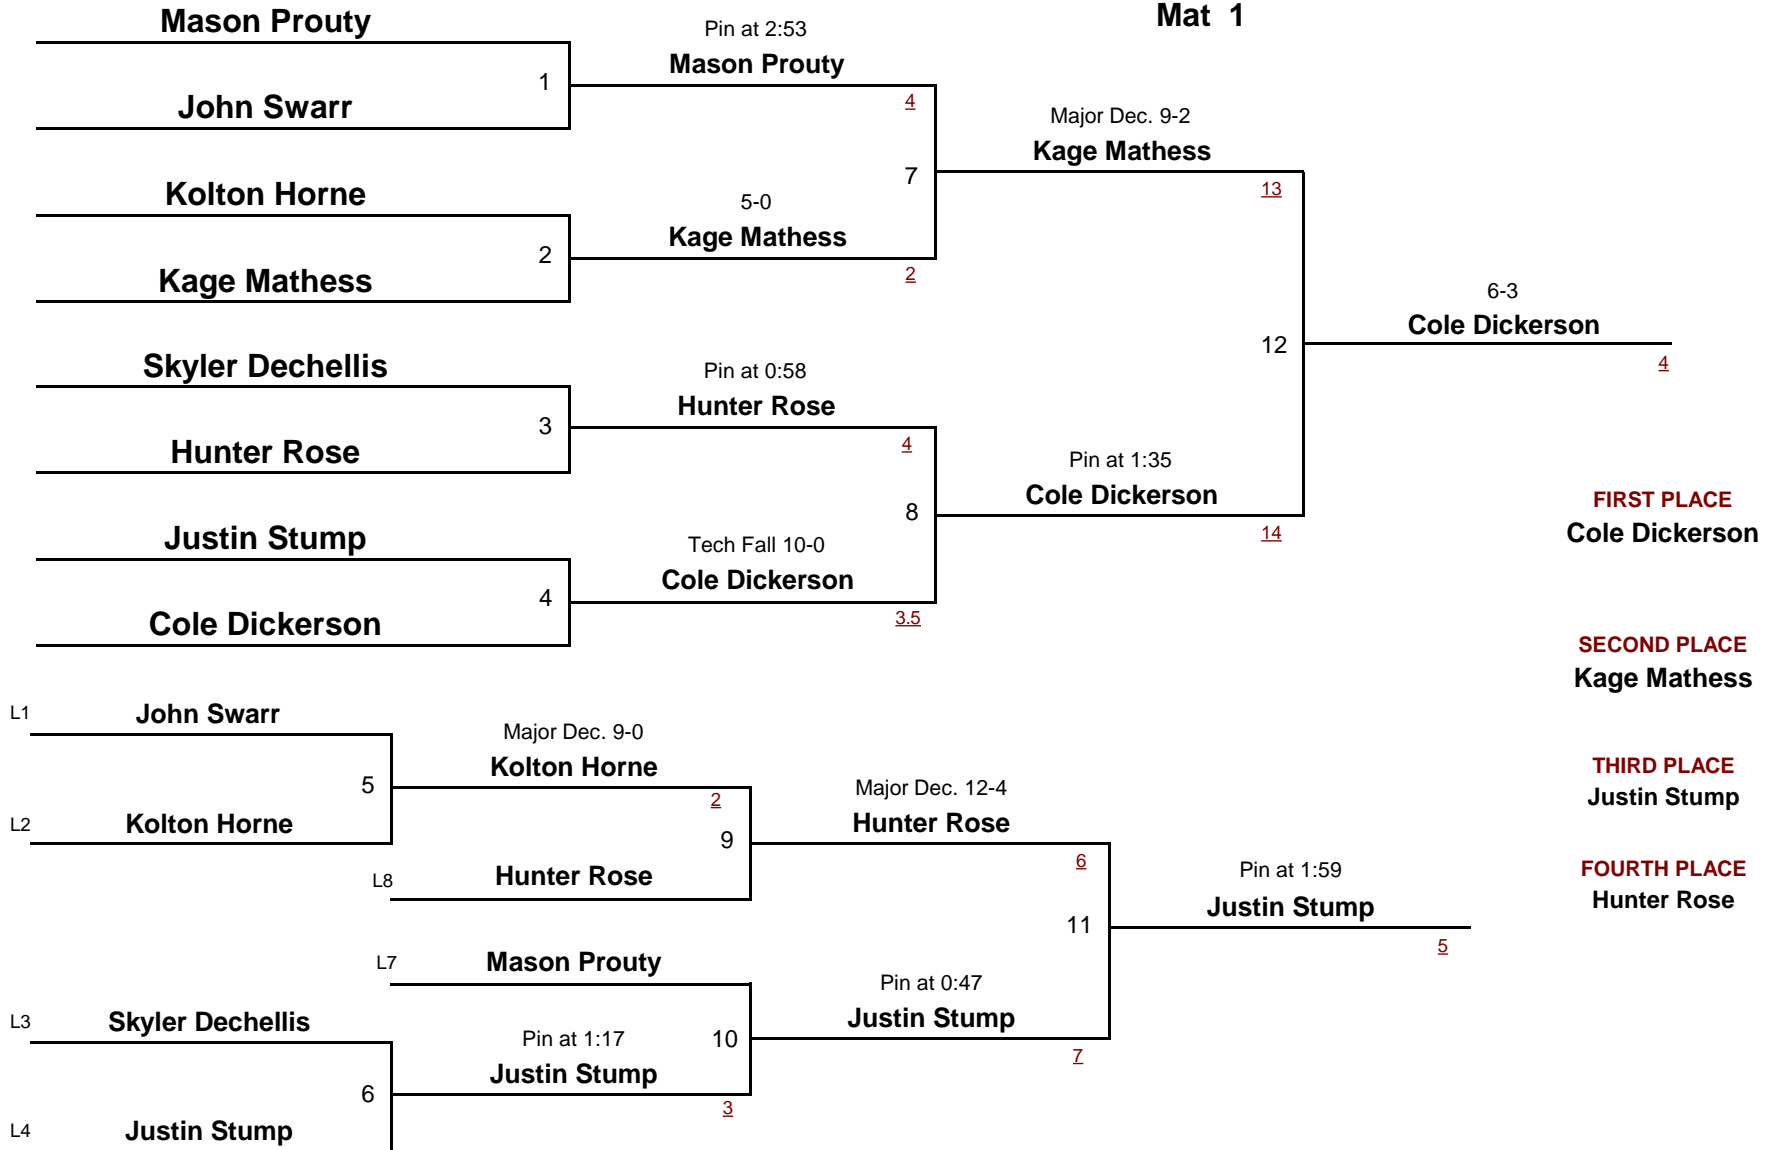 Mat 1
Mason Prouty
Pin at 2:53
Mason Prouty
1
4
John Swarr
Major Dec. 9-2
Kage Mathess
7
13
Kolton Horne
5-0
Kage Mathess
2
2
Kage Mathess
6-3
Cole Dickerson
12
4
Skyler Dechellis
Pin at 0:58
Hunter Rose
3
4
Hunter Rose
Pin at 1:35
Cole Dickerson
8
14
Justin Stump
Tech Fall 10-0
Cole Dickerson
4
3.5
Cole Dickerson
FIRST PLACE
Cole Dickerson
SECOND PLACE
Kage Mathess
THIRD PLACE
Justin Stump
FOURTH PLACE
Hunter Rose
L1
John Swarr
Major Dec. 9-0
Kolton Horne
5
2
L2
Kolton Horne
Major Dec. 12-4
Hunter Rose
9
6
L8
Hunter Rose
Pin at 1:59
Justin Stump
11
5
L7
Mason Prouty
Pin at 0:47
Justin Stump
10
7
L3
Skyler Dechellis
Pin at 1:17
Justin Stump
6
3
L4
Justin Stump